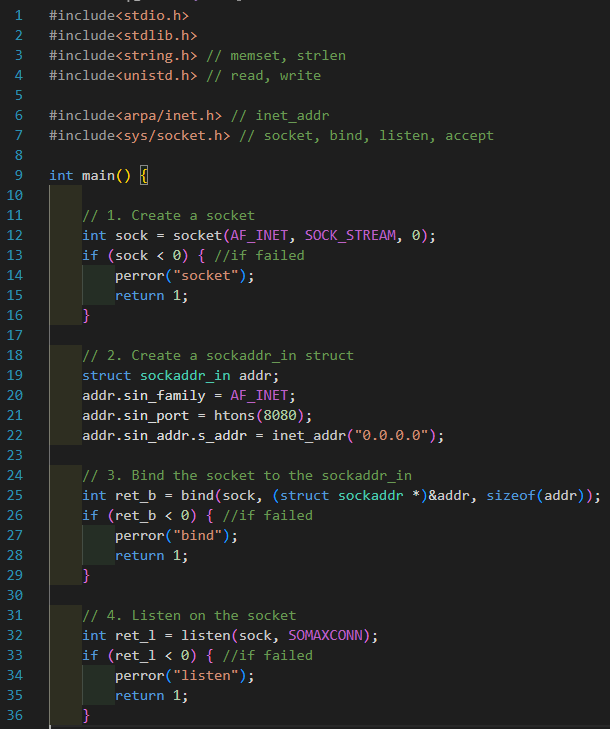 1 #include<stdio.h>
2 #include<stdlib.h>
3 #include<string.h> // memset, strlen
4 #include<unistd.h> // read, write
5
6 #include<arpa/inet.h> // inet_addr
7 #include<sys/socket.h> // socket, bind, listen, accept
8
9 int main() {
10
11     // 1. Create a socket
12     int sock = socket(AF_INET, SOCK_STREAM, 0);
13     if (sock < 0) { //if failed
14         perror("socket");
15         return 1;
16     }
17
18     // 2. Create a sockaddr_in struct
19     struct sockaddr_in addr;
20     addr.sin_family = AF_INET;
21     addr.sin_port = htons(8080);
22     addr.sin_addr.s_addr = inet_addr("0.0.0.0");
23
24     // 3. Bind the socket to the sockaddr_in
25     int ret_b = bind(sock, (struct sockaddr *)&addr, sizeof(addr));
26     if (ret_b < 0) { //if failed
27         perror("bind");
28         return 1;
29     }
30
31     // 4. Listen on the socket
32     int ret_l = listen(sock, SOMAXCONN);
33     if (ret_l < 0) { //if failed
34         perror("listen");
35         return 1;
36     }